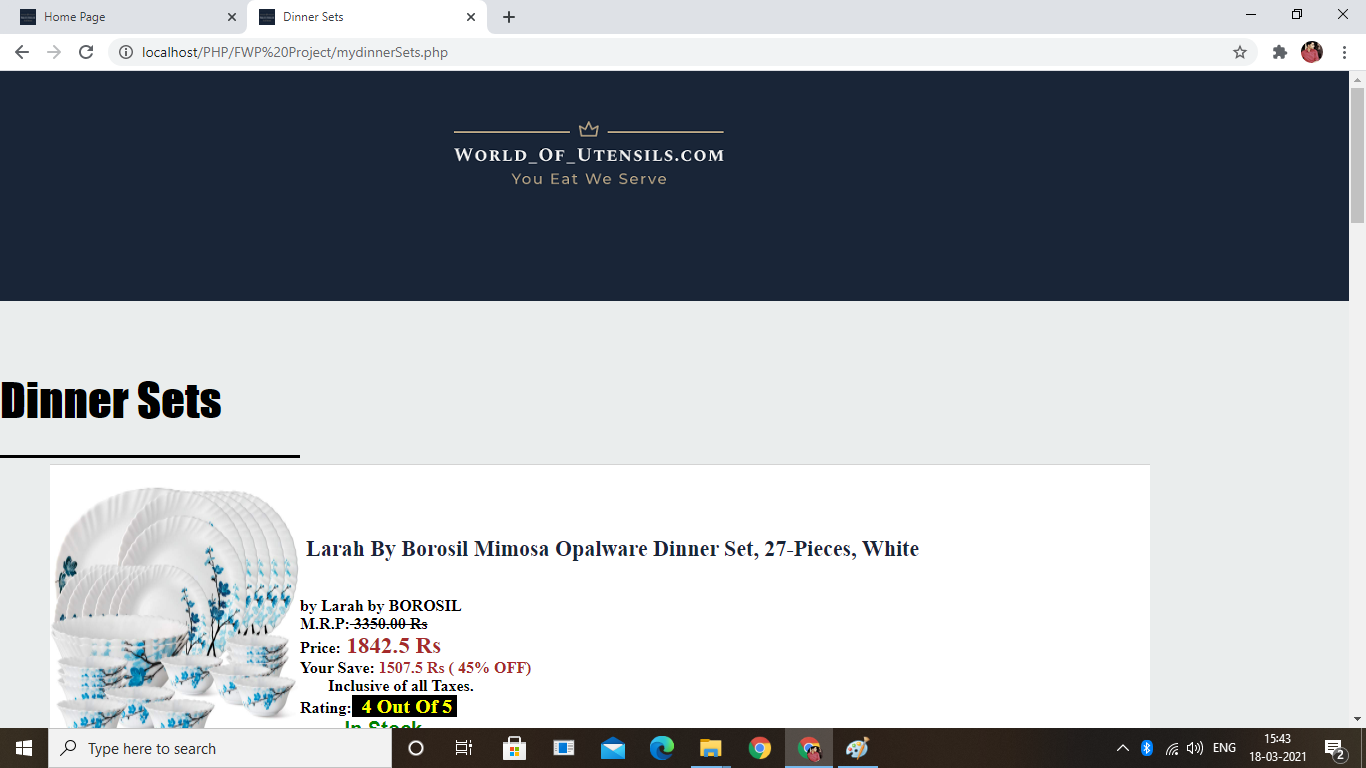 Home Page
Dinner Sets
localhost/PHP/FWP%20Project/mydinnerSets.php
World_Of_Utensils.com
You Eat We Serve
Dinner Sets
Larah By Borosil Mimosa Opalware Dinner Set, 27-Pieces, White
by Larah by BOROSIL
M.R.P: 3350.00 Rs
Price: 1842.5 Rs
Your Save: 1507.5 Rs ( 45% OFF)
Inclusive of all Taxes.
Rating: 4 Out Of 5
In Stock
Type here to search
ENG
15:43
18-03-2021
2